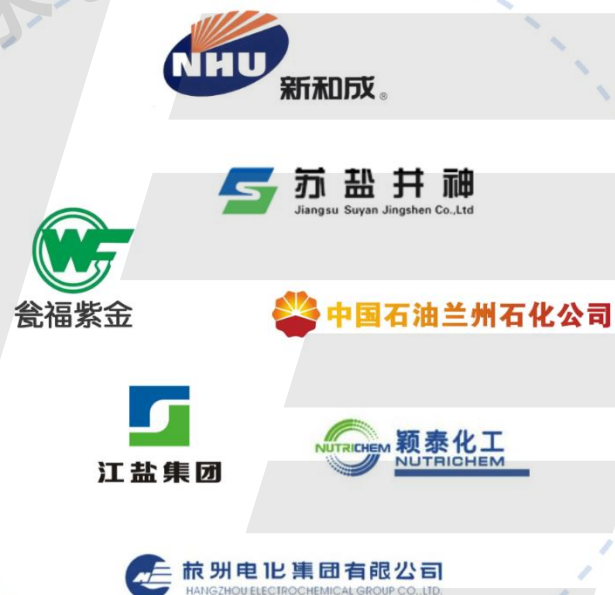 NHU
新和成®
苏盐井神
Jiangsu Suyan Jingshen Co.,Ltd
WF
瓮福紫金
中国石油兰州石化公司
江盐集团
NUTRICHEM
颖泰化工
NUTRICHEM
杭州电化集团有限公司
HANGZHOU ELECTROCHEMICAL GROUP CO.,LTD.